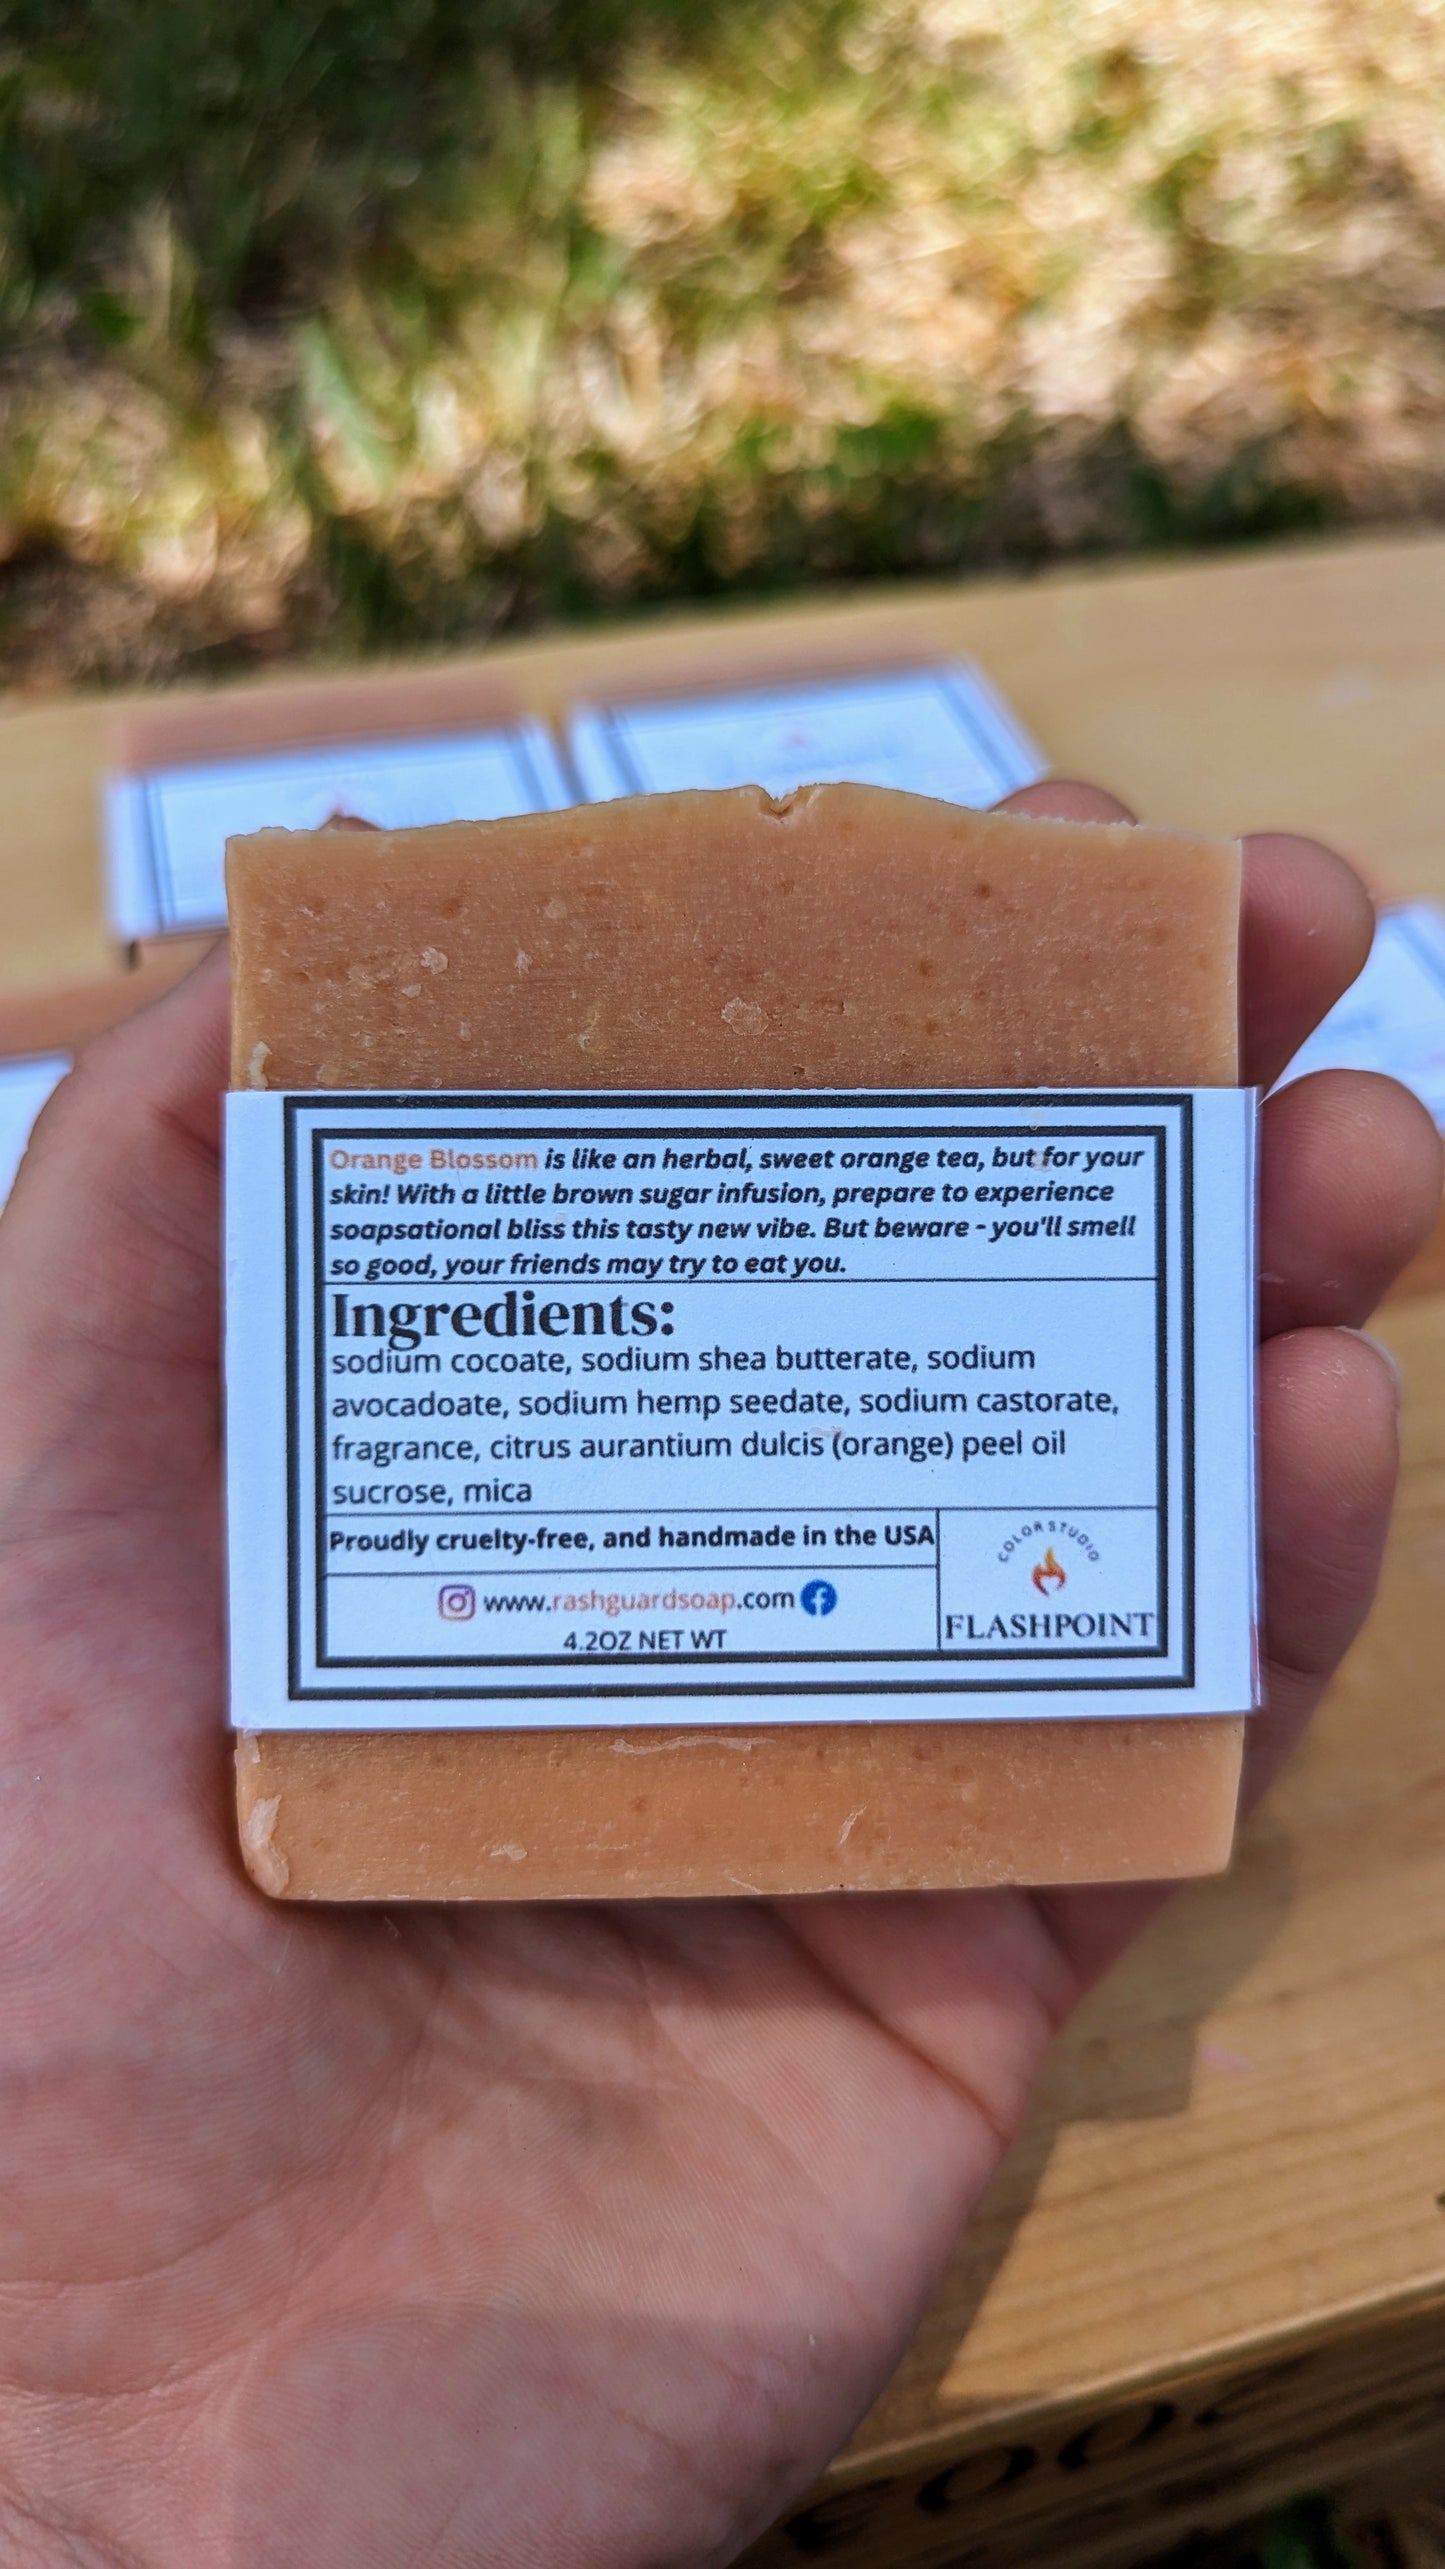 Orange Blossom is like an herbal, sweet orange tea, but for your
skin! With a little brown sugar infusion, prepare to experience
soapsational bliss this tasty new vibe. But beware - you'll smell
so good, your friends may try to eat you.
Ingredients:
sodium cocoate, sodium shea butterate, sodium
avocadoate, sodium hemp seedate, sodium castorate,
fragrance, citrus aurantium dulcis (orange) peel oil
sucrose, mica
Proudly cruelty-free, and handmade in the USA
www.rashguardsoap.com
4.2OZ NET WT
COLOR STUDIO
FLASHPOINT